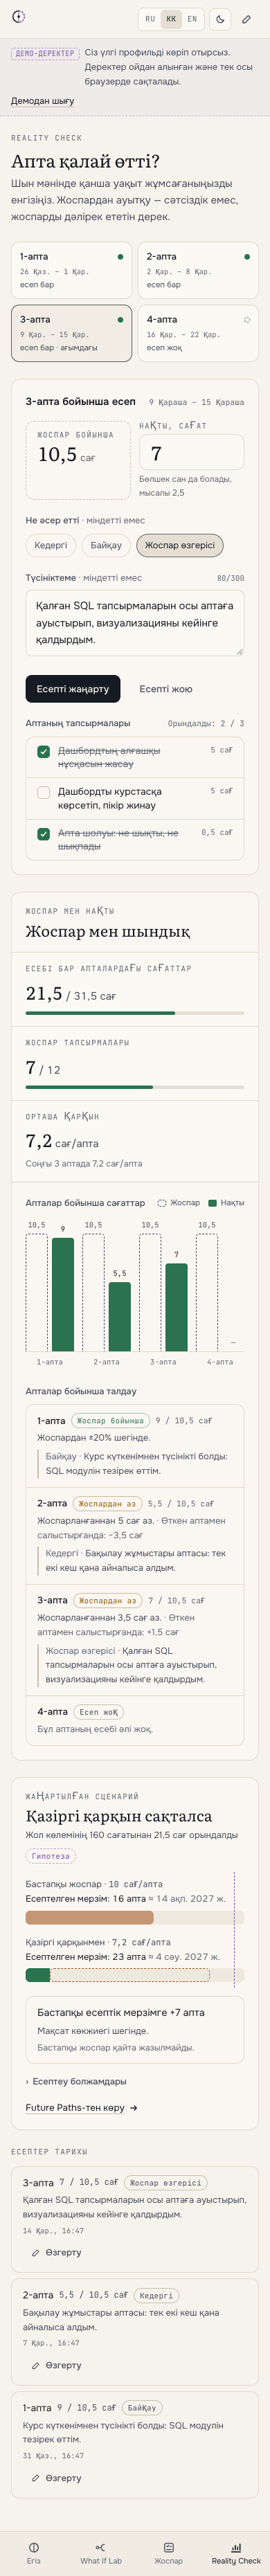 RU KK EN
ДЕМО-ДЕРЕКТЕР
Сіз үлгі профильді көріп отырсыз.
Деректер ойдан алынған және тек осы
браузерде сақталады.
Демодан шығу
REALITY CHECK
Апта қалай өтті?
Шын мәнінде қанша уақыт жұмсағаныңызды
енгізіңіз. Жоспардан ауытқу — сәтсіздік емес,
жоспарды дәлірек ететін дерек.
1-апта
26 Қаз. – 1 Қар.
есеп бар
2-апта
2 Қар. – 8 Қар.
есеп бар
3-апта
9 Қар. – 15 Қар.
есеп бар · ағымдағы
4-апта
16 Қар. – 22 Қар.
есеп жоқ
3-апта бойынша есеп
9 Қараша – 15 Қараша
ЖОСПАР БОЙЫНША
10,5 сағ
НАҚТЫ, САҒАТ
7
Бөлшек сан да болады,
мысалы 2,5
Не әсер етті · міндетті емес
Кедергі
Байқау
Жоспар өзгерісі
Түсініктеме · міндетті емес
80/300
Қалған SQL тапсырмаларын осы аптаға
ауыстырып, визуализацияны кейінге
қалдырдым.
Есепті жаңарту
Есепті жою
Аптаның тапсырмалары
Орындалды: 2 / 3
Дашбордтың алғашқы
нұсқасын жасау
5 сағ
Дашбордты курстасқа
көрсетіп, пікір жинау
5 сағ
Апта шолуы: не шықты, не
шықпады
0,5 сағ
ЖОСПАР МЕН НАҚТЫ
Жоспар мен шындық
ЕСЕБІ БАР АПТАЛАРДАҒЫ САҒАТТАР
21,5 / 31,5 сағ
ЖОСПАР ТАПСЫРМАЛАРЫ
7 / 12
ОРТАША ҚАРҚЫН
7,2 сағ/апта
Соңғы 3 аптада 7,2 сағ/апта
Апталар бойынша сағаттар
Жоспар
Нақты
10,5 9 10,5 5,5 10,5 7 10,5 –
1-апта 2-апта 3-апта 4-апта
Апталар бойынша талдау
1-апта Жоспар бойынша 9 / 10,5 сағ
Жоспардан ±20% шегінде.
Байқау · Курс күткенімнен түсінікті болды:
SQL модулін тезірек өттім.
2-апта Жоспардан аз 5,5 / 10,5 сағ
Жоспарланғаннан 5 сағ аз. · Өткен аптамен
салыстырғанда: −3,5 сағ
Кедергі · Бақылау жұмыстары аптасы: тек
екі кеш қана айналыса алдым.
3-апта Жоспардан аз 7 / 10,5 сағ
Жоспарланғаннан 3,5 сағ аз. · Өткен
аптамен салыстырғанда: +1,5 сағ
Жоспар өзгерісі · Қалған SQL
тапсырмаларын осы аптаға ауыстырып,
визуализацияны кейінге қалдырдым.
4-апта Есеп жоқ
Бұл аптаның есебі әлі жоқ.
ЖАҢАРТЫЛҒАН СЦЕНАРИЙ
Қазіргі қарқын сақталса
Жол көлемінің 160 сағатынан 21,5 сағ орындалды
Гипотеза
Бастапқы жоспар · 10 сағ/апта
Есептелген мерзім: 16 апта ≈ 14 ақп. 2027 ж.
Қазіргі қарқынмен · 7,2 сағ/апта
Есептелген мерзім: 23 апта ≈ 4 сәу. 2027 ж.
Бастапқы есептік мерзімге +7 апта
Мақсат көкжиегі шегінде.
Бастапқы жоспар қайта жазылмайды.
› Есептеу болжамдары
Future Paths-тен көру →
ЕСЕПТЕР ТАРИХЫ
3-апта 7 / 10,5 сағ Жоспар өзгерісі
Қалған SQL тапсырмаларын осы аптаға ауыстырып,
визуализацияны кейінге қалдырдым.
14 Қар., 16:47
Өзгерту
2-апта 5,5 / 10,5 сағ Кедергі
Бақылау жұмыстары аптасы: тек екі кеш қана
айналыса алдым.
7 Қар., 16:47
Өзгерту
1-апта 9 / 10,5 сағ Байқау
Курс күткенімнен түсінікті болды: SQL модулін
тезірек өттім.
31 Қаз., 16:47
Өзгерту
Егіз What If Lab Жоспар Reality Check